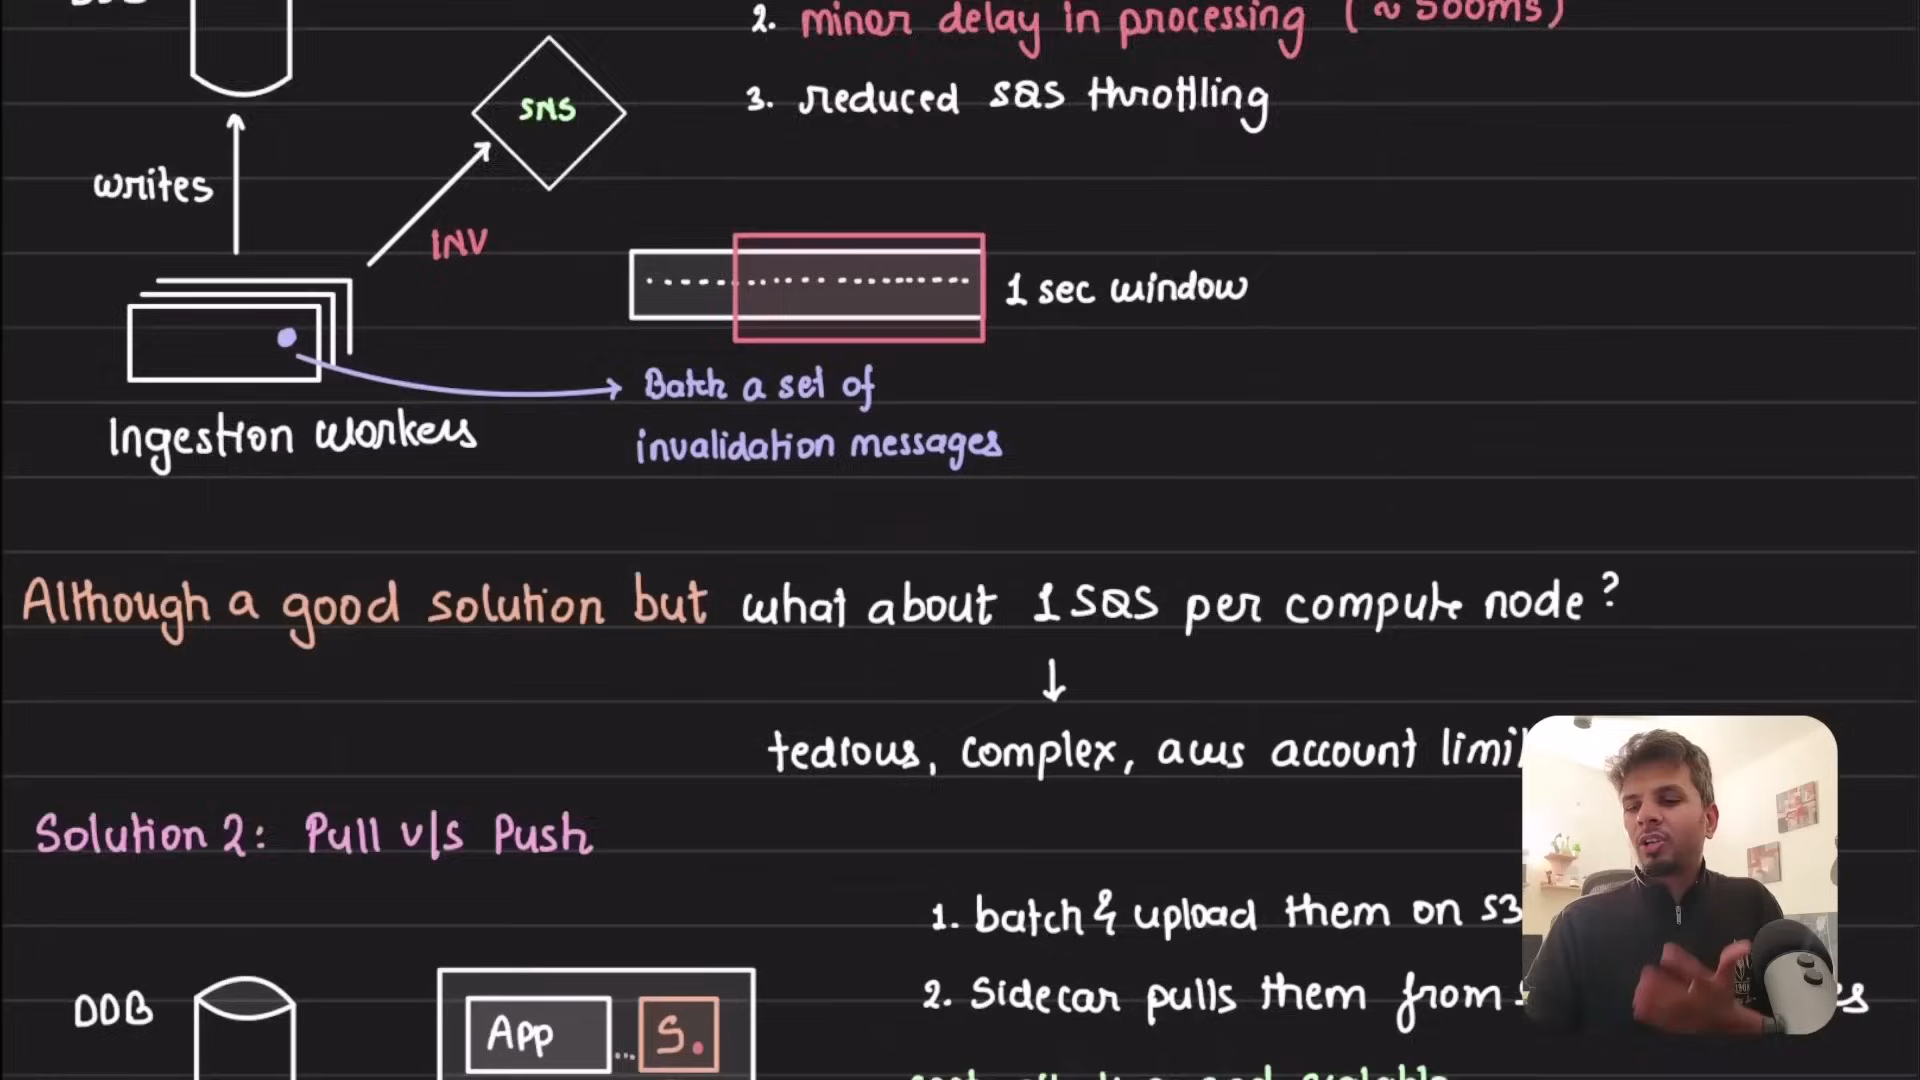 2. minor delay in processing (~500ms)
SNS
3. reduced SQS throttling
writes
INV
1 sec window
Batch a set of
invalidation messages
Ingestion workers
Although a good solution but what about 1 SQS per compute node?
↓
tedious, complex, aws account
Solution 2: Pull v/s Push
1. batch & upload them on S3
2. Sidecar pulls them from
DDB
App
...
S.